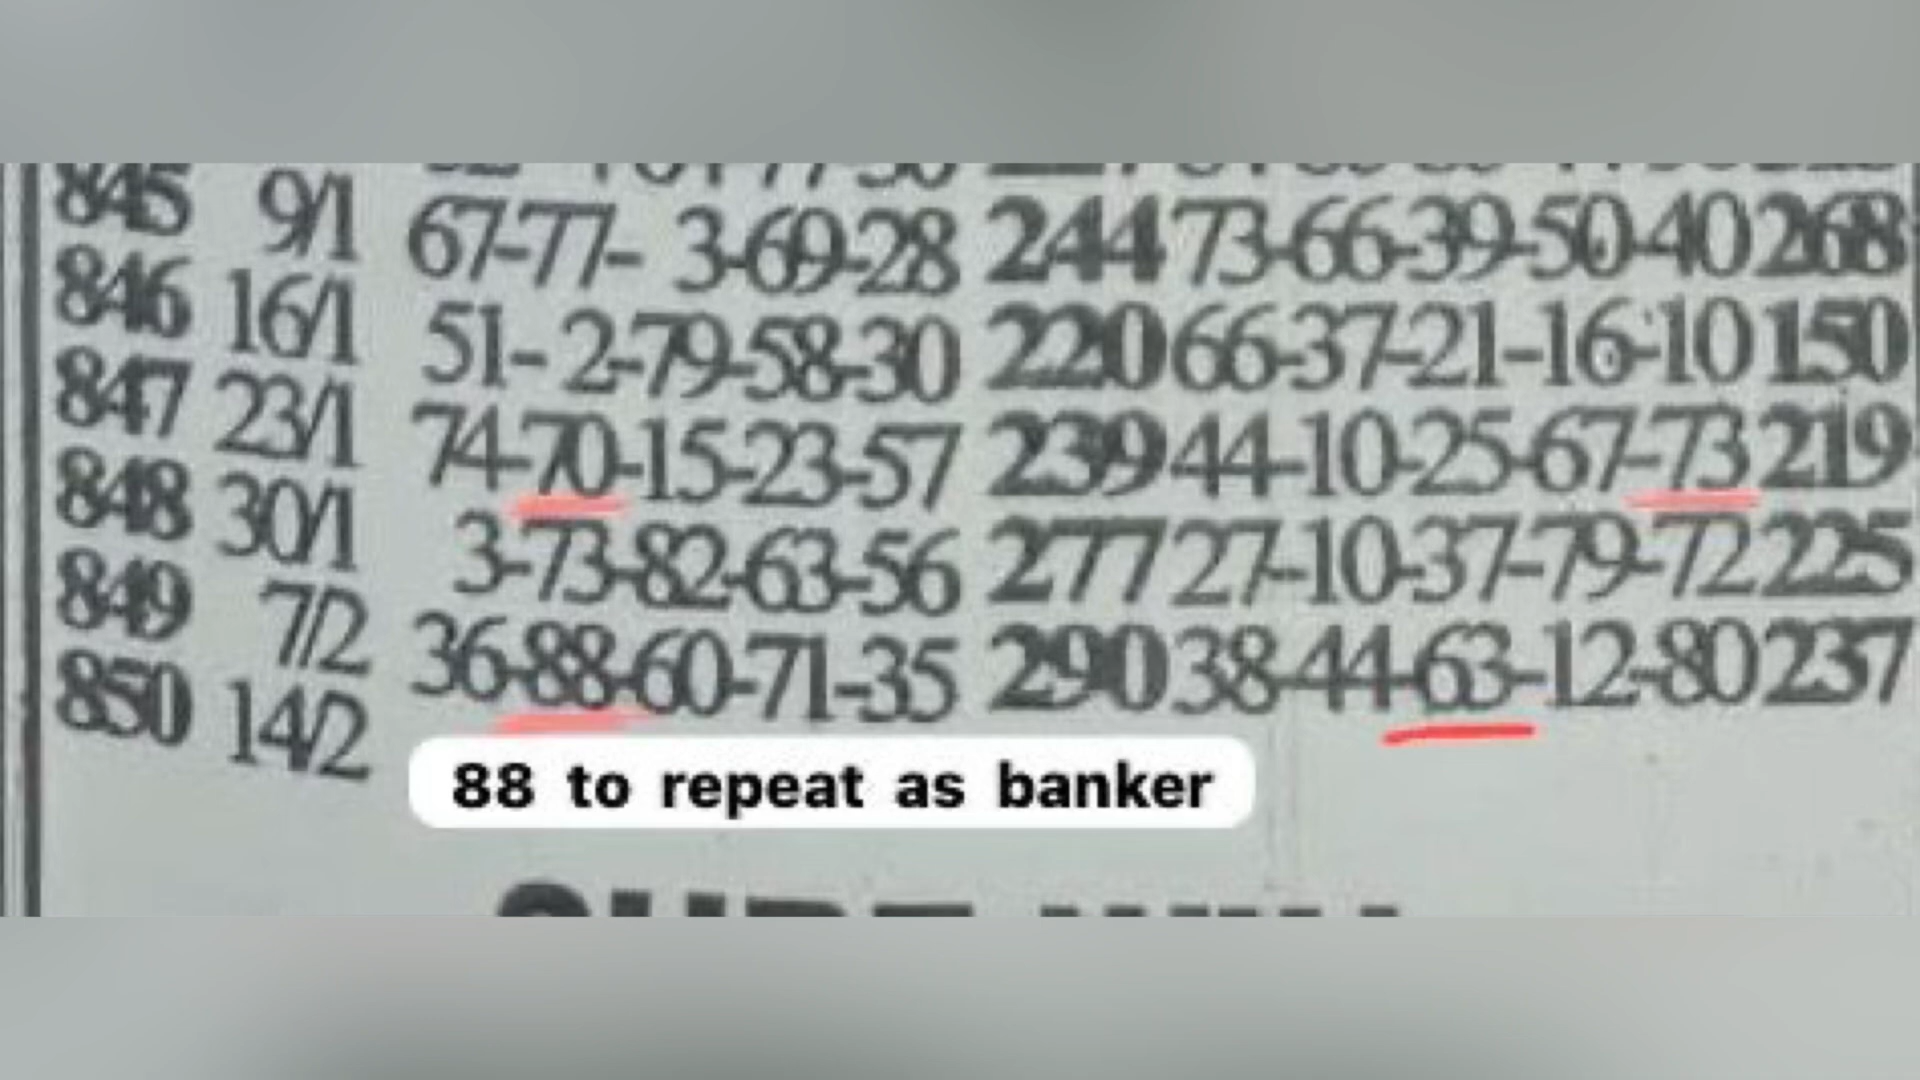 845 9/1 67-77- 3-69-28 244 73-66-39-50-40 268
846 16/1 51- 2-79-58-30 220 66-37-21-16-10 150
847 23/1 74-70-15-23-57 239 44-10-25-67-73 219
848 30/1 3-73-82-63-56 277 27-10-37-79-72 225
849 7/2 36-88-60-71-35 290 38-44-63-12-80 237
850 14/2
88 to repeat as banker